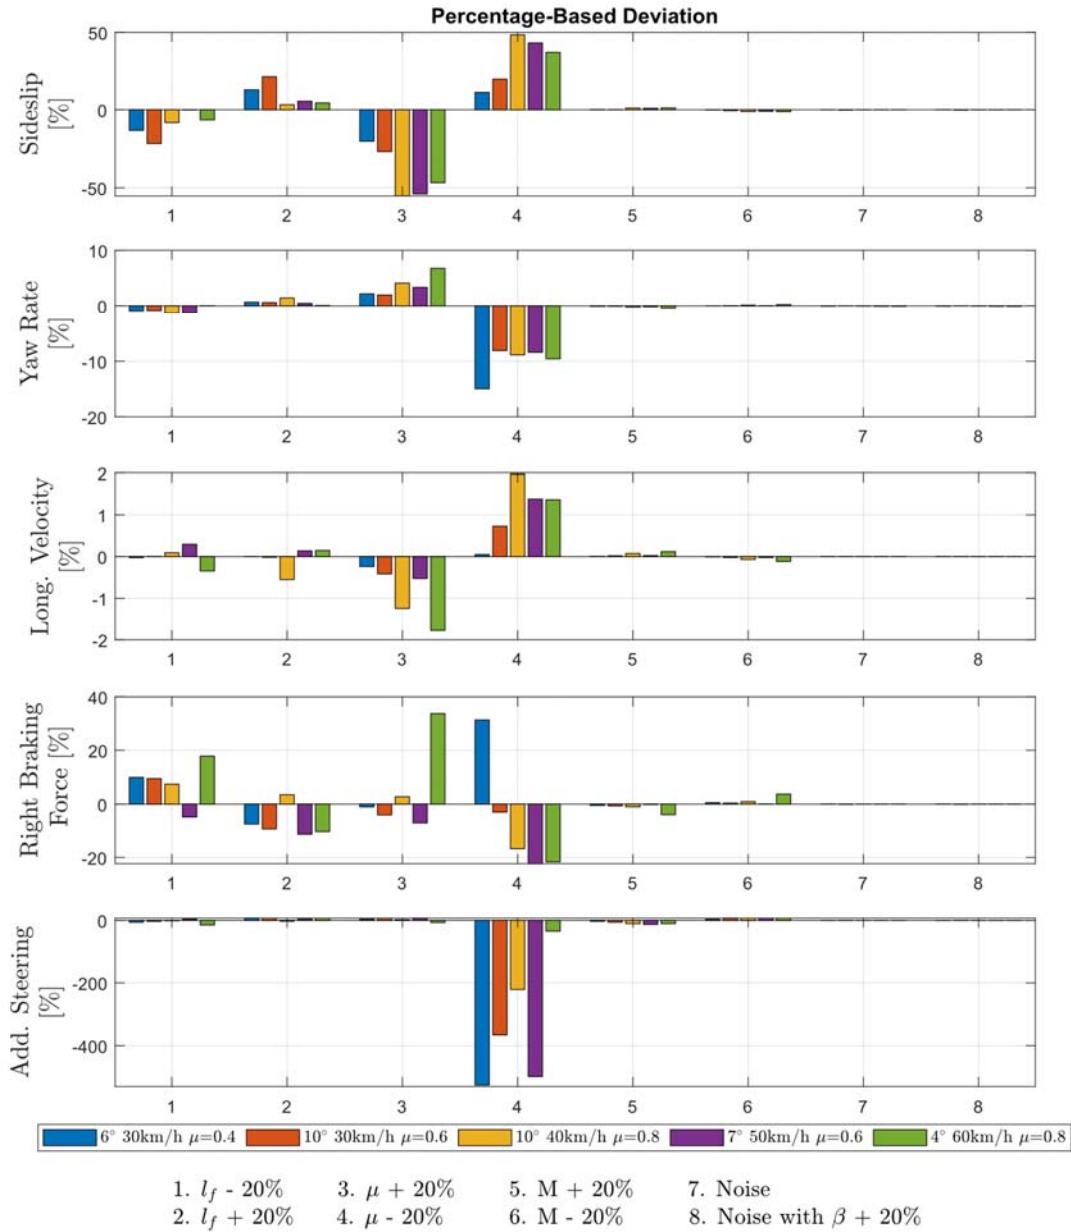 Percentage-Based Deviation
Sideslip
[%]
50
0
-50
1 2 3 4 5 6 7 8
Yaw Rate
[%]
10
0
-10
-20
1 2 3 4 5 6 7 8
Long. Velocity
[%]
2
1
0
-1
-2
1 2 3 4 5 6 7 8
Right Braking
Force [%]
40
20
0
-20
1 2 3 4 5 6 7 8
Add. Steering
[%]
0
-200
-400
1 2 3 4 5 6 7 8
6° 30km/h μ=0.4 10° 30km/h μ=0.6 10° 40km/h μ=0.8 7° 50km/h μ=0.6 4° 60km/h μ=0.8
1. l_f - 20% 3. μ + 20% 5. M + 20% 7. Noise
2. l_f + 20% 4. μ - 20% 6. M - 20% 8. Noise with β + 20%